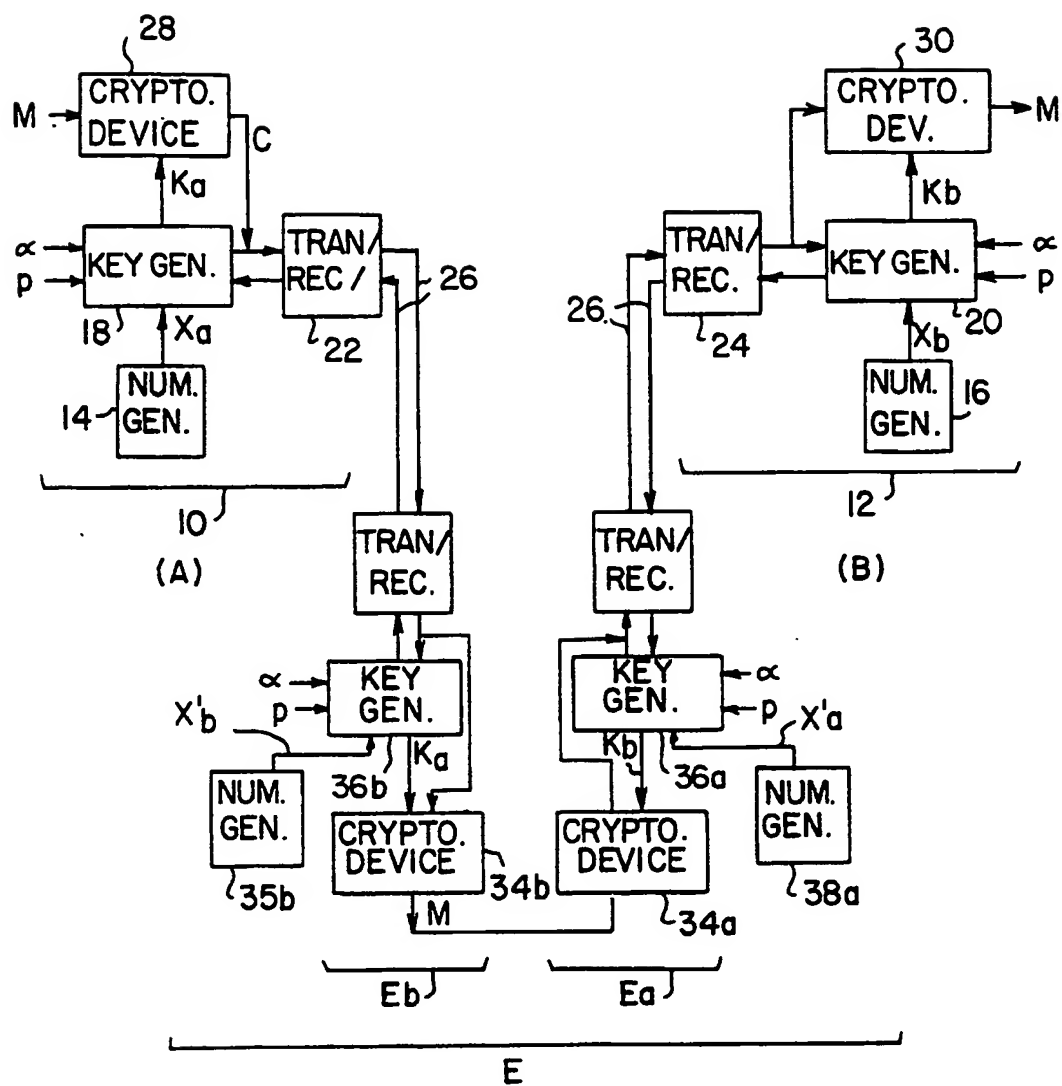 28
30
CRYPTO.
DEVICE
M
C
CRYPTO.
DEV.
M
Ka
Kb
∝
p
KEY GEN.
TRAN/
REC/
26
TRAN/
REC.
26
KEY GEN.
∝
p
18
Xa
22
24
Xb
20
14
NUM.
GEN.
NUM.
GEN.
16
10
12
(A)
(B)
TRAN/
REC.
TRAN/
REC.
∝
p
KEY
GEN.
KEY
GEN.
∝
p
X'b
X'a
Ka
36b
Kb
36a
NUM.
GEN.
NUM.
GEN.
CRYPTO.
DEVICE
CRYPTO.
DEVICE
35b
34b
34a
38a
M
Eb
Ea
E